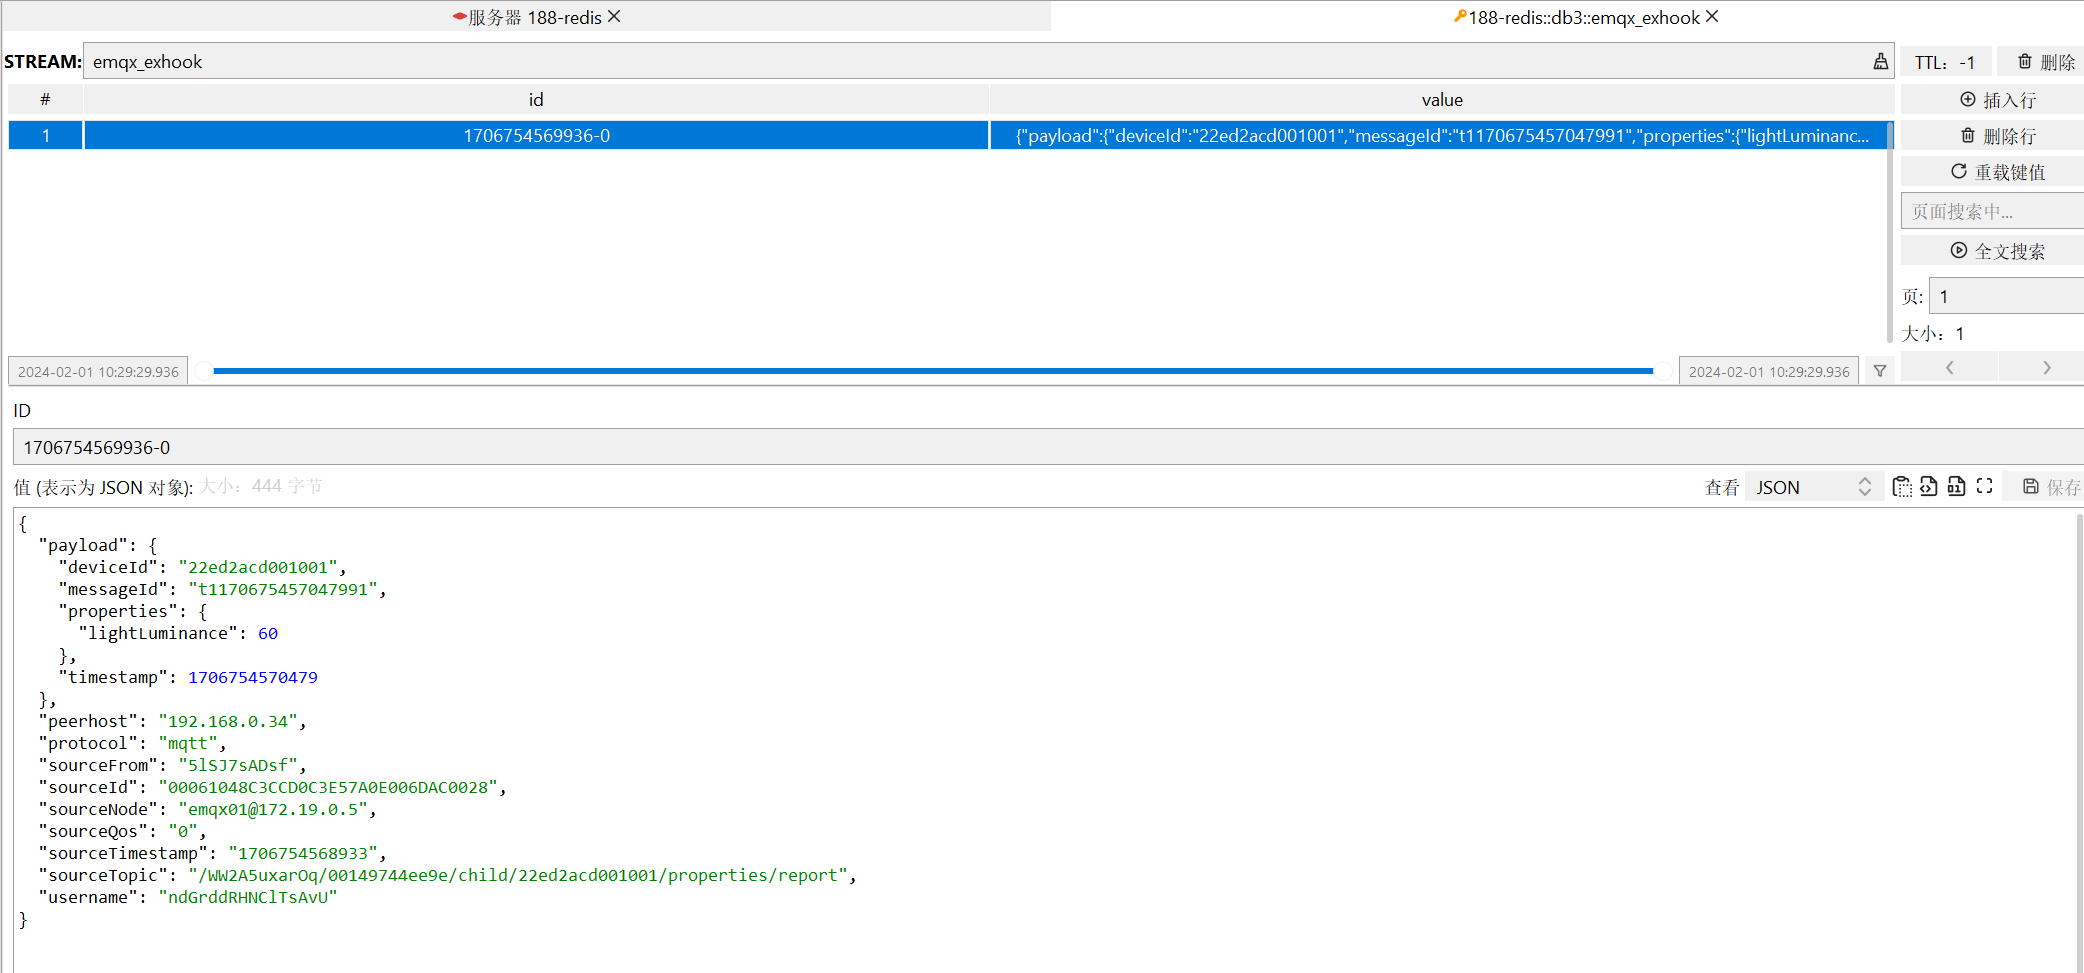 服务器 188-redis
188-redis::db3::emqx_exhook
STREAM: emqx_exhook
TTL: -1
删除
# id value
插入行
1 1706754569936-0 {"payload":{"deviceId":"22ed2acd001001","messageId":"t1170675457047991","properties":{"lightLuminanc...
删除行
重载键值
页面搜索中...
全文搜索
页: 1
大小: 1
2024-02-01 10:29:29.936
2024-02-01 10:29:29.936
ID
1706754569936-0
值 (表示为 JSON 对象): 大小: 444 字节
查看 JSON
保存
{
"payload": {
"deviceId": "22ed2acd001001",
"messageId": "t1170675457047991",
"properties": {
"lightLuminance": 60
},
"timestamp": 1706754570479
},
"peerhost": "192.168.0.34",
"protocol": "mqtt",
"sourceFrom": "5lSJ7sADsf",
"sourceId": "00061048C3CCD0C3E57A0E006DAC0028",
"sourceNode": "emqx01@172.19.0.5",
"sourceQos": "0",
"sourceTimestamp": "1706754568933",
"sourceTopic": "/WW2A5uxarOq/00149744ee9e/child/22ed2acd001001/properties/report",
"username": "ndGrddRHNClTsAvU"
}